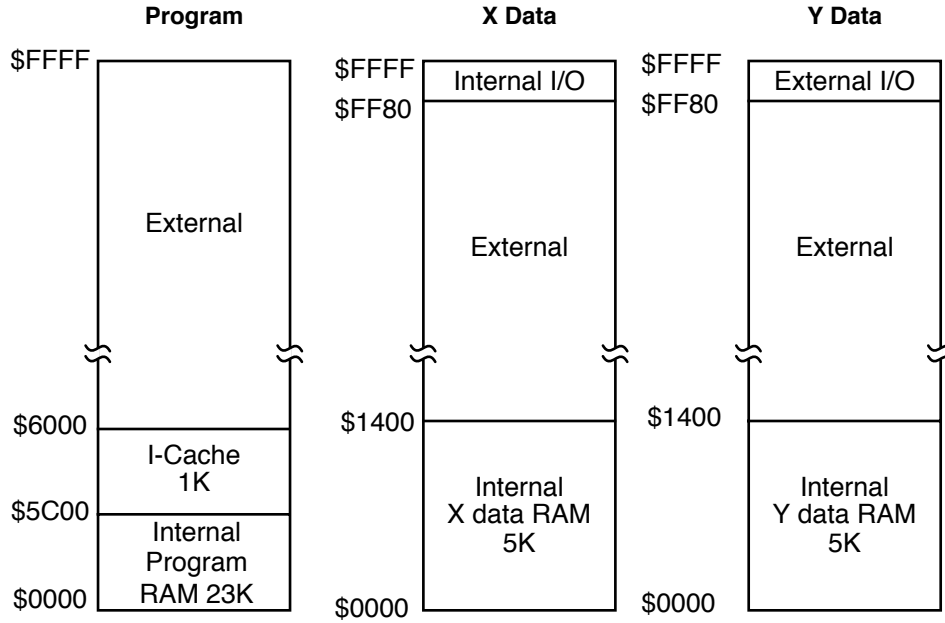 Program
$FFFF
External
$6000
I-Cache
1K
$5C00
Internal
Program
RAM 23K
$0000
X Data
$FFFF
Internal I/O
$FF80
External
$1400
Internal
X data RAM
5K
$0000
Y Data
$FFFF
External I/O
$FF80
External
$1400
Internal
Y data RAM
5K
$0000